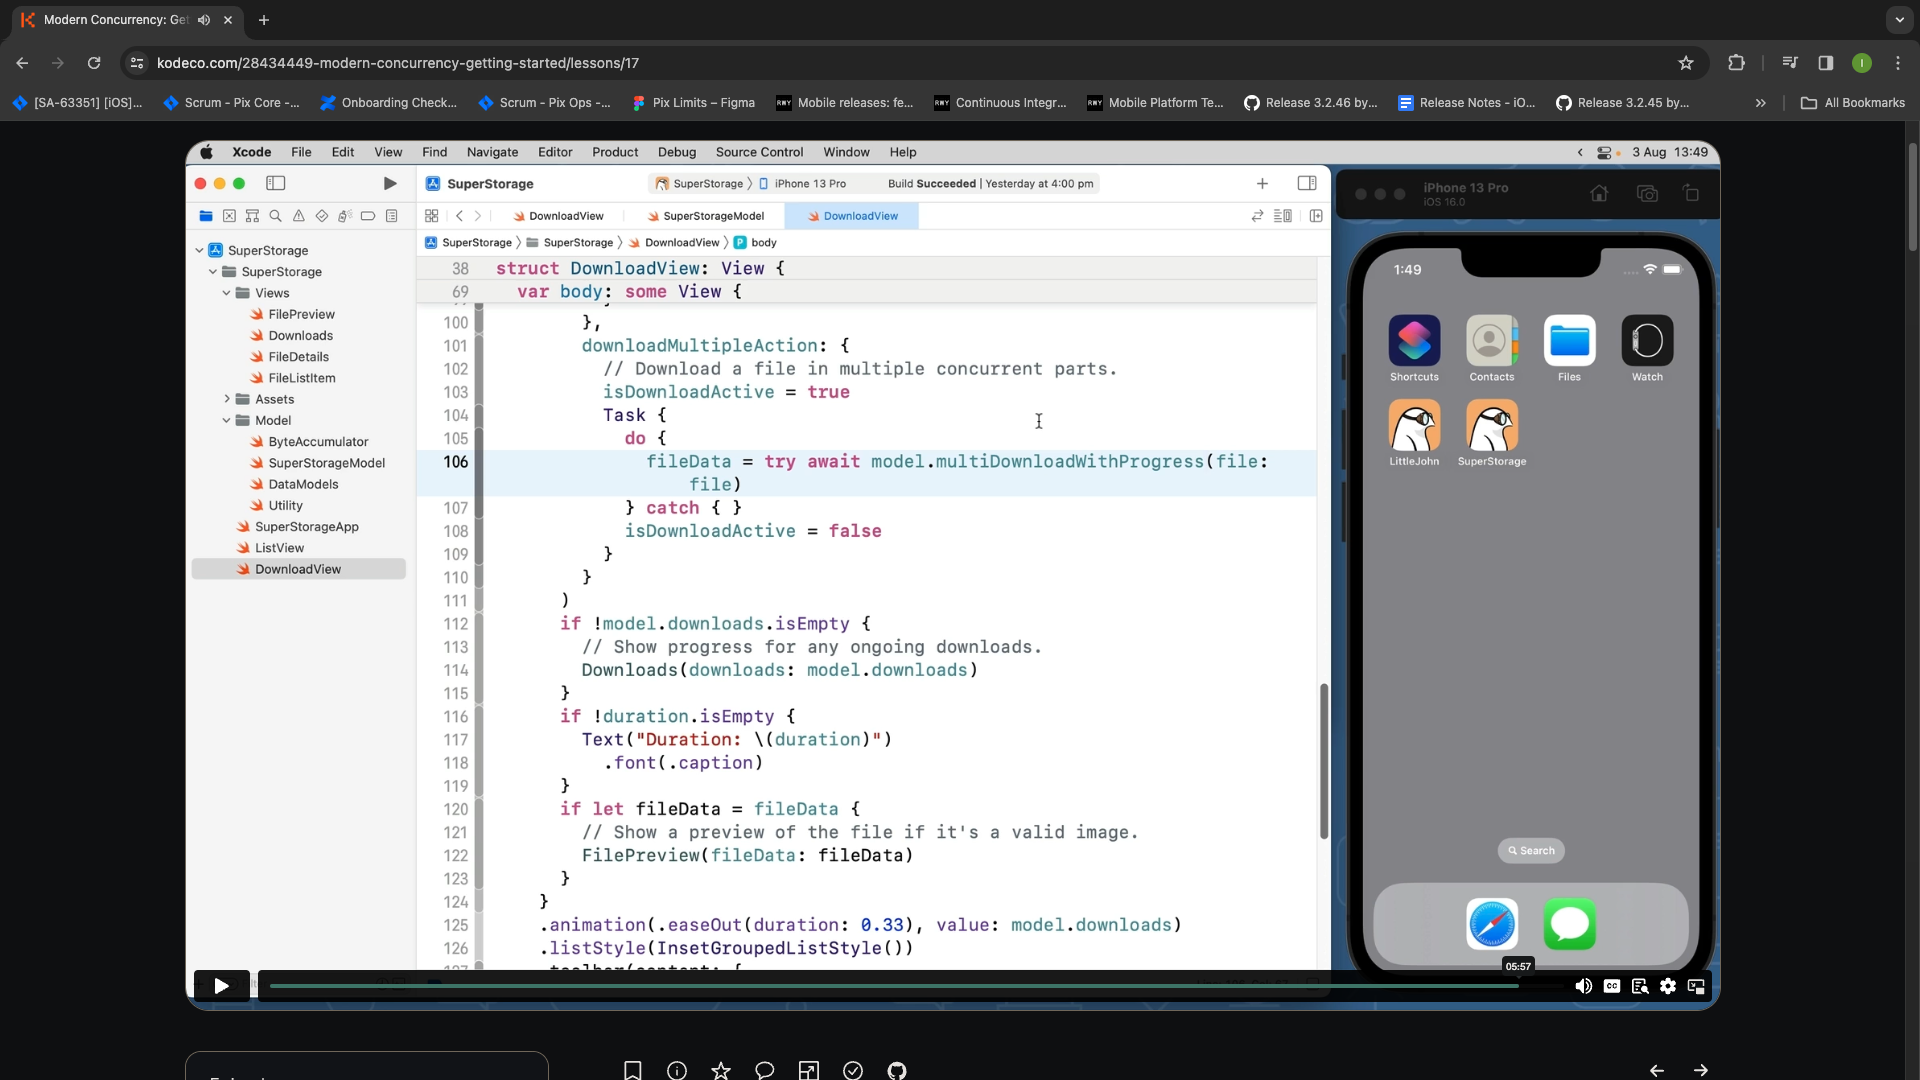 Modern Concurrency: Get
kodeco.com/28434449-modern-concurrency-getting-started/lessons/17
I
[SA-63351] [iOS]...
Scrum - Pix Core -...
Onboarding Check...
Scrum - Pix Ops -...
Pix Limits – Figma
Mobile releases: fe...
Continuous Integr...
Mobile Platform Te...
Release 3.2.46 by...
Release Notes - iO...
Release 3.2.45 by...
All Bookmarks
Xcode File Edit View Find Navigate Editor Product Debug Source Control Window Help
3 Aug 13:49
SuperStorage
SuperStorage
iPhone 13 Pro
Build Succeeded | Yesterday at 4:00 pm
iPhone 13 Pro
iOS 16.0
DownloadView
SuperStorageModel
DownloadView
SuperStorage
SuperStorage
DownloadView
P body
SuperStorage
SuperStorage
Views
FilePreview
Downloads
FileDetails
FileListItem
Assets
Model
ByteAccumulator
SuperStorageModel
DataModels
Utility
SuperStorageApp
ListView
DownloadView
38 struct DownloadView: View {
69 var body: some View {
100 },
101 downloadMultipleAction: {
102 // Download a file in multiple concurrent parts.
103 isDownloadActive = true
104 Task {
105 do {
106 fileData = try await model.multiDownloadWithProgress(file:
file)
107 } catch { }
108 isDownloadActive = false
109 }
110 }
111 )
112 if !model.downloads.isEmpty {
113 // Show progress for any ongoing downloads.
114 Downloads(downloads: model.downloads)
115 }
116 if !duration.isEmpty {
117 Text("Duration: \(duration)")
118 .font(.caption)
119 }
120 if let fileData = fileData {
121 // Show a preview of the file if it's a valid image.
122 FilePreview(fileData: fileData)
123 }
124 }
125 .animation(.easeOut(duration: 0.33), value: model.downloads)
126 .listStyle(InsetGroupedListStyle())
1:49
Shortcuts
Contacts
Files
Watch
LittleJohn
SuperStorage
Search
05:57
CC